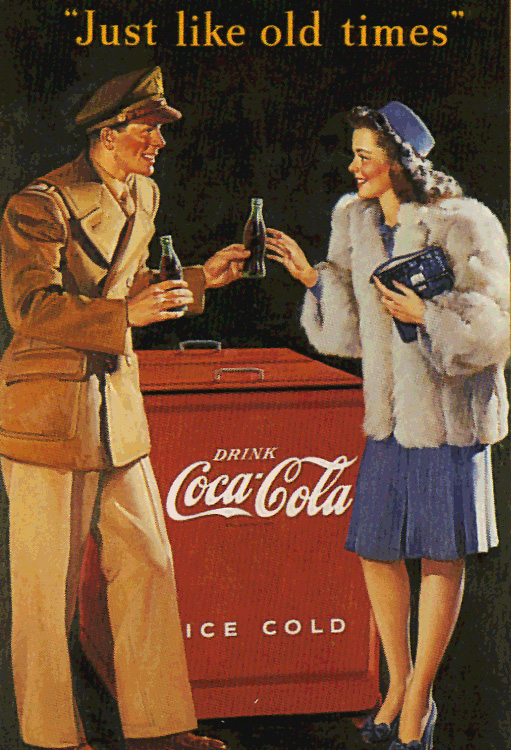 "Just like old times"
DRINK
Coca-Cola
ICE COLD